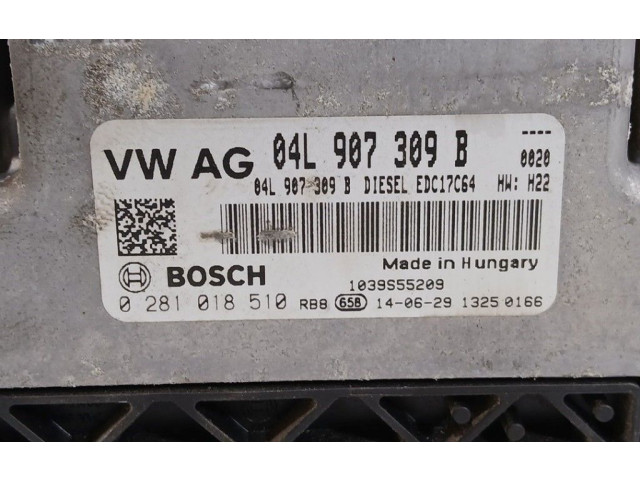 VW AG 04L 907 309 B ----
0020
04L 907 309 B DIESEL EDC17C64 HW: H22
Made in Hungary
BOSCH 1039S55209
0 281 018 510 RB8 65B 14-06-29 1325 0166